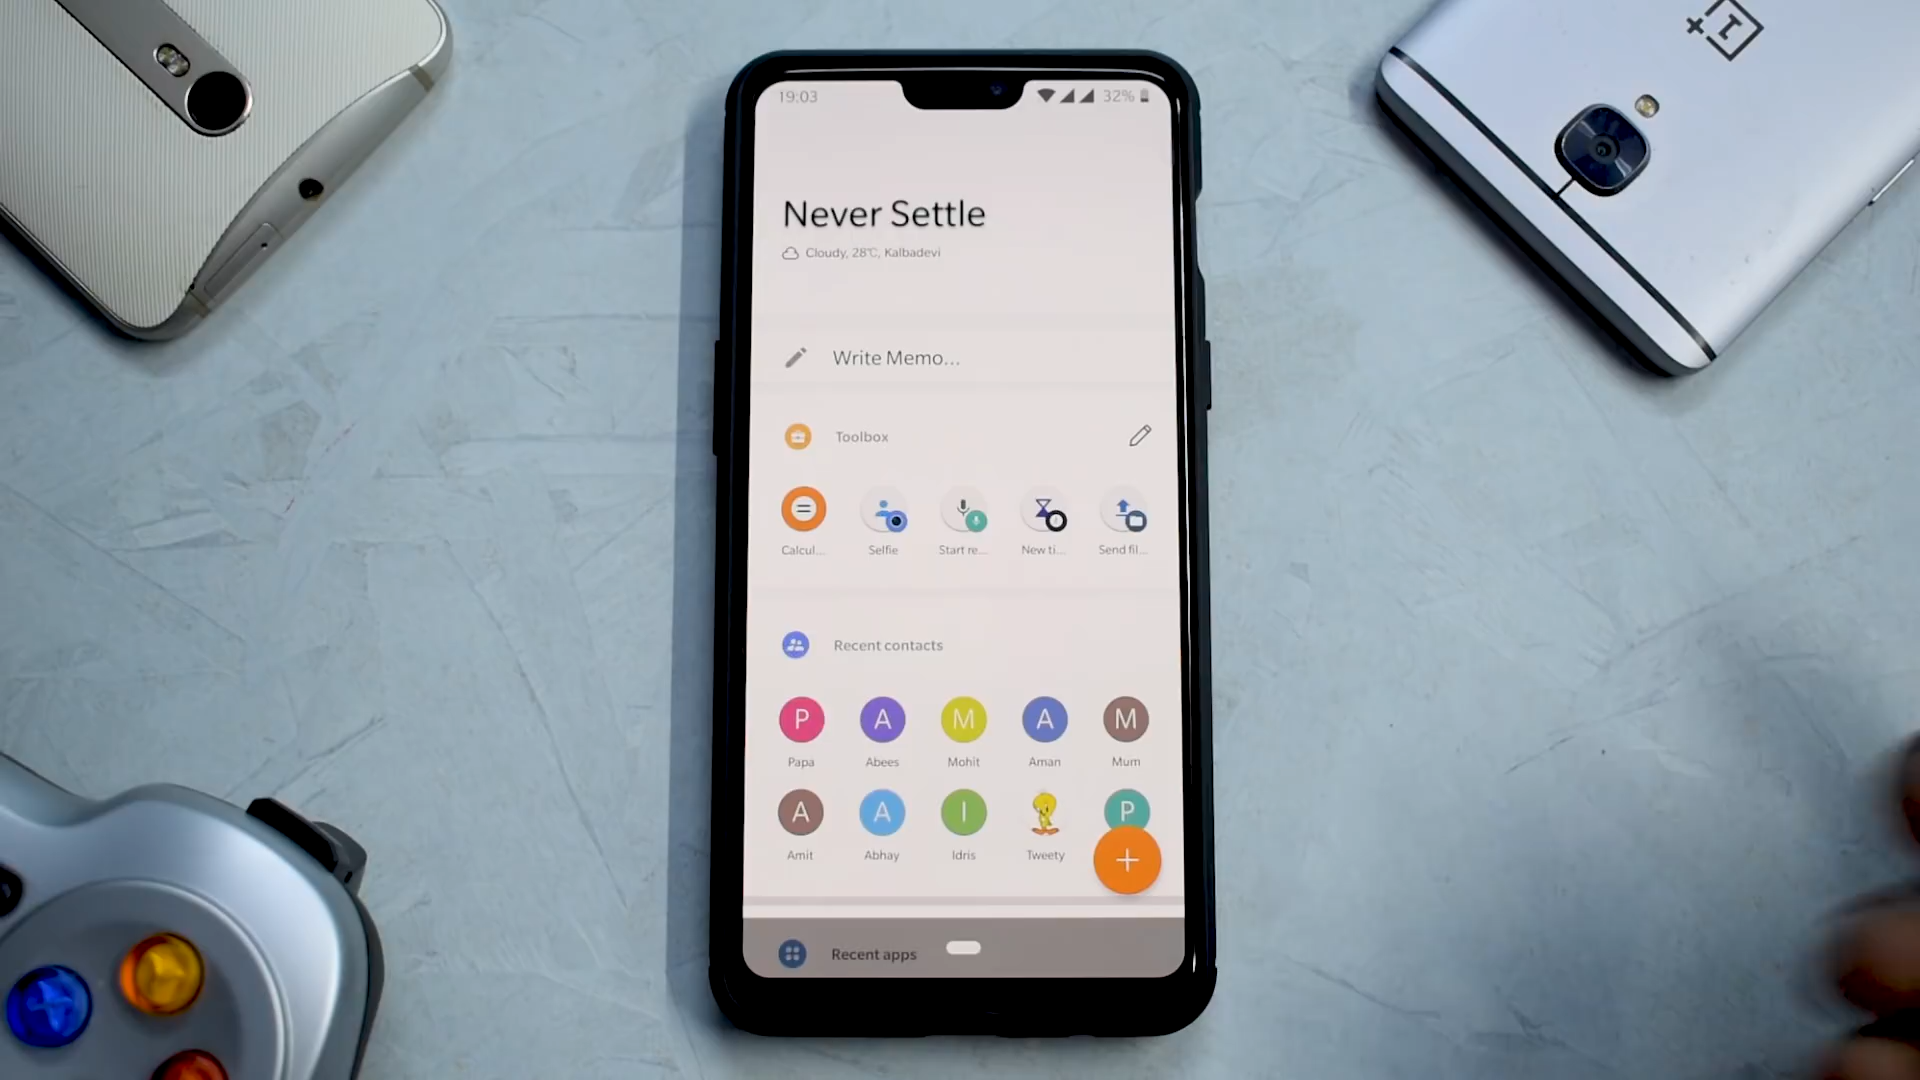 19:03
32%
Never Settle
Cloudy, 28°C, Kalbadevi
Write Memo...
Toolbox
Calcul...
Selfie
Start re...
New ti...
Send fil...
Recent contacts
P
A
M
A
M
Papa
Abees
Mohit
Aman
Mum
A
A
I
P
Amit
Abhay
Idris
Tweety
Recent apps